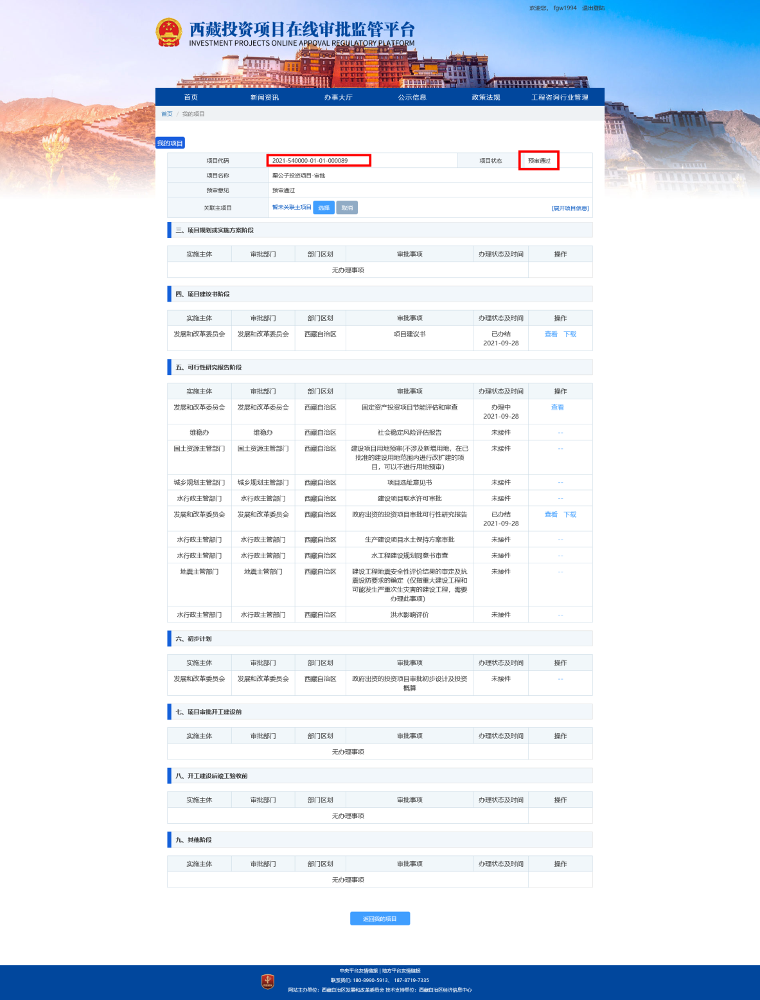 欢迎您， fgw1994 退出登陆
西藏投资项目在线审批监管平台
INVESTMENT PROJECTS ONLINE APPOVAL REGULATORY PLATFORM
首页 新闻资讯 办事大厅 公示信息 政策法规 工程咨询行业管理
首页 / 我的项目
我的项目
项目代码 2021-540000-01-01-000089 项目状态 预审通过
项目名称 栗公子投资项目-审批
预审意见 预审通过
关联主项目 暂未关联主项目 选择 取消 [展开项目信息]
三、项目规划或实施方案阶段
实施主体 审批部门 部门区划 审批事项 办理状态及时间 操作
无办理事项
四、项目建议书阶段
实施主体 审批部门 部门区划 审批事项 办理状态及时间 操作
发展和改革委员会 发展和改革委员会 西藏自治区 项目建议书 已办结 查看 下载
2021-09-28
五、可行性研究报告阶段
实施主体 审批部门 部门区划 审批事项 办理状态及时间 操作
发展和改革委员会 发展和改革委员会 西藏自治区 固定资产投资项目节能评估和审查 办理中 查看
2021-09-28
维稳办 维稳办 西藏自治区 社会稳定风险评估报告 未接件 --
国土资源主管部门 国土资源主管部门 西藏自治区 建设项目用地预审(不涉及新增用地，在已 未接件 --
批准的建设用地范围内进行改扩建的项
目，可以不进行用地预审)
城乡规划主管部门 城乡规划主管部门 西藏自治区 项目选址意见书 未接件 --
水行政主管部门 水行政主管部门 西藏自治区 建设项目取水许可审批 未接件 --
发展和改革委员会 发展和改革委员会 西藏自治区 政府出资的投资项目审批可行性研究报告 已办结 查看 下载
2021-09-28
水行政主管部门 水行政主管部门 西藏自治区 生产建设项目水土保持方案审批 未接件 --
水行政主管部门 水行政主管部门 西藏自治区 水工程建设规划同意书审查 未接件 --
地震主管部门 地震主管部门 西藏自治区 建设工程地震安全性评价结果的审定及抗 未接件 --
震设防要求的确定（仅指重大建设工程和
可能发生严重次生灾害的建设工程，需要
办理此事项)
水行政主管部门 水行政主管部门 西藏自治区 洪水影响评价 未接件 --
六、初步计划
实施主体 审批部门 部门区划 审批事项 办理状态及时间 操作
发展和改革委员会 发展和改革委员会 西藏自治区 政府出资的投资项目审批初步设计及投资 未接件 --
概算
七、项目审批开工建设前
实施主体 审批部门 部门区划 审批事项 办理状态及时间 操作
无办理事项
八、开工建设后竣工验收前
实施主体 审批部门 部门区划 审批事项 办理状态及时间 操作
无办理事项
九、其他阶段
实施主体 审批部门 部门区划 审批事项 办理状态及时间 操作
无办理事项
返回我的项目
中央平台友情链接 | 地方平台友情链接
联系我们: 180-8990-5913、 187-8719-7335
网站主办单位：西藏自治区发展和改革委员会 技术支持单位：西藏自治区经济信息中心